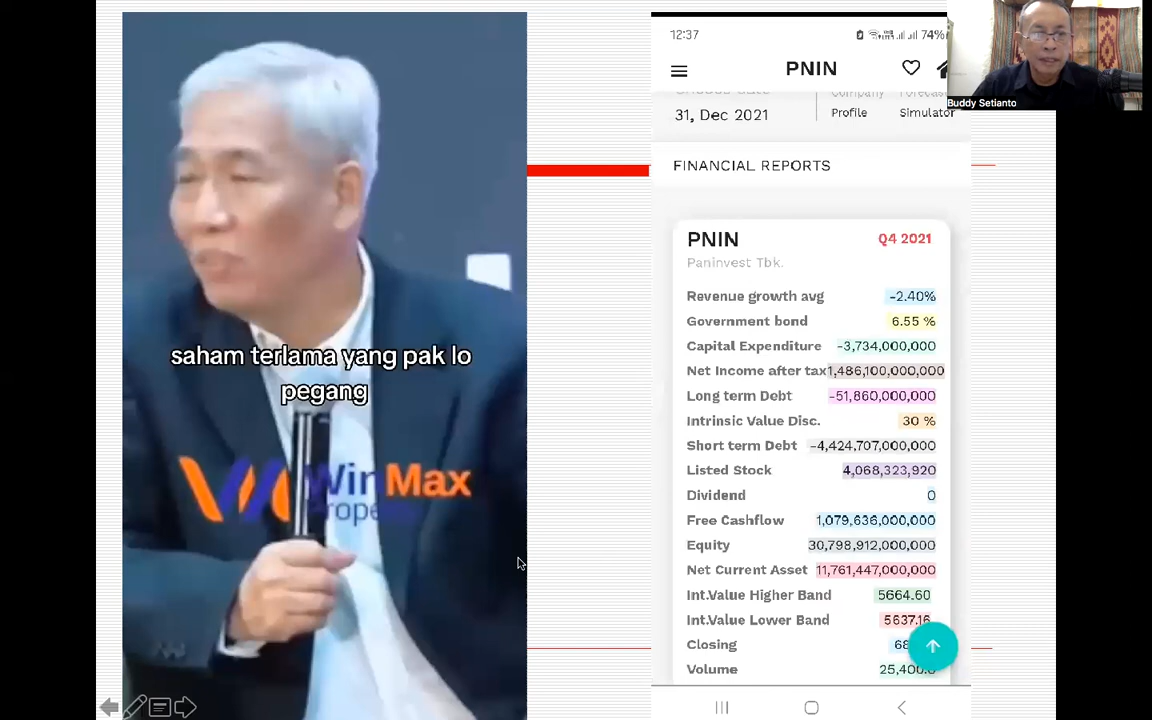 saham terlama yang pak lo
pegang
WinMax
12:37
74%
PNIN
31, Dec 2021
Company
Profile
Simulator
FINANCIAL REPORTS
PNIN
Q4 2021
Paninvest Tbk.
Revenue growth avg -2.40%
Government bond 6.55 %
Capital Expenditure -3,734,000,000
Net Income after tax 1,486,100,000,000
Long term Debt -51,860,000,000
Intrinsic Value Disc. 30 %
Short term Debt -4,424,707,000,000
Listed Stock 4,068,323,920
Dividend 0
Free Cashflow 1,079,636,000,000
Equity 30,798,912,000,000
Net Current Asset 11,761,447,000,000
Int.Value Higher Band 5664.60
Int.Value Lower Band 5637.16
Closing
Volume
Buddy Setianto